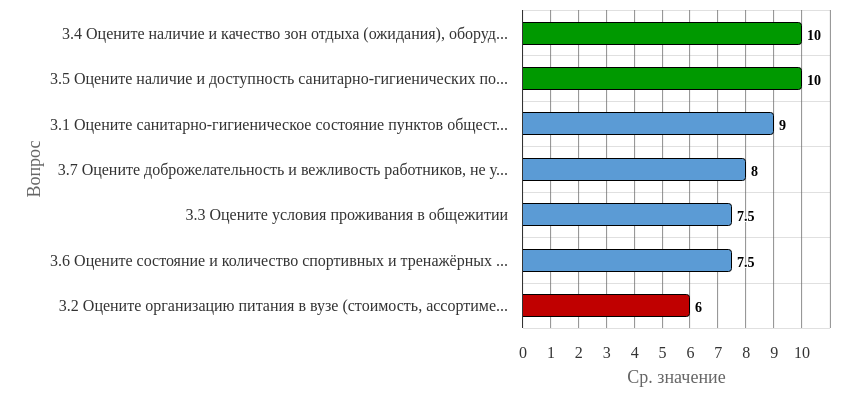 3.4 Оцените наличие и качество зон отдыха (ожидания), оборуд... 10
3.5 Оцените наличие и доступность санитарно-гигиенических по... 10
3.1 Оцените санитарно-гигиеническое состояние пунктов общест... 9
3.7 Оцените доброжелательность и вежливость работников, не у... 8
3.3 Оцените условия проживания в общежитии 7.5
3.6 Оцените состояние и количество спортивных и тренажёрных ... 7.5
3.2 Оцените организацию питания в вузе (стоимость, ассортиме... 6
Вопрос
0 1 2 3 4 5 6 7 8 9 10
Ср. значение